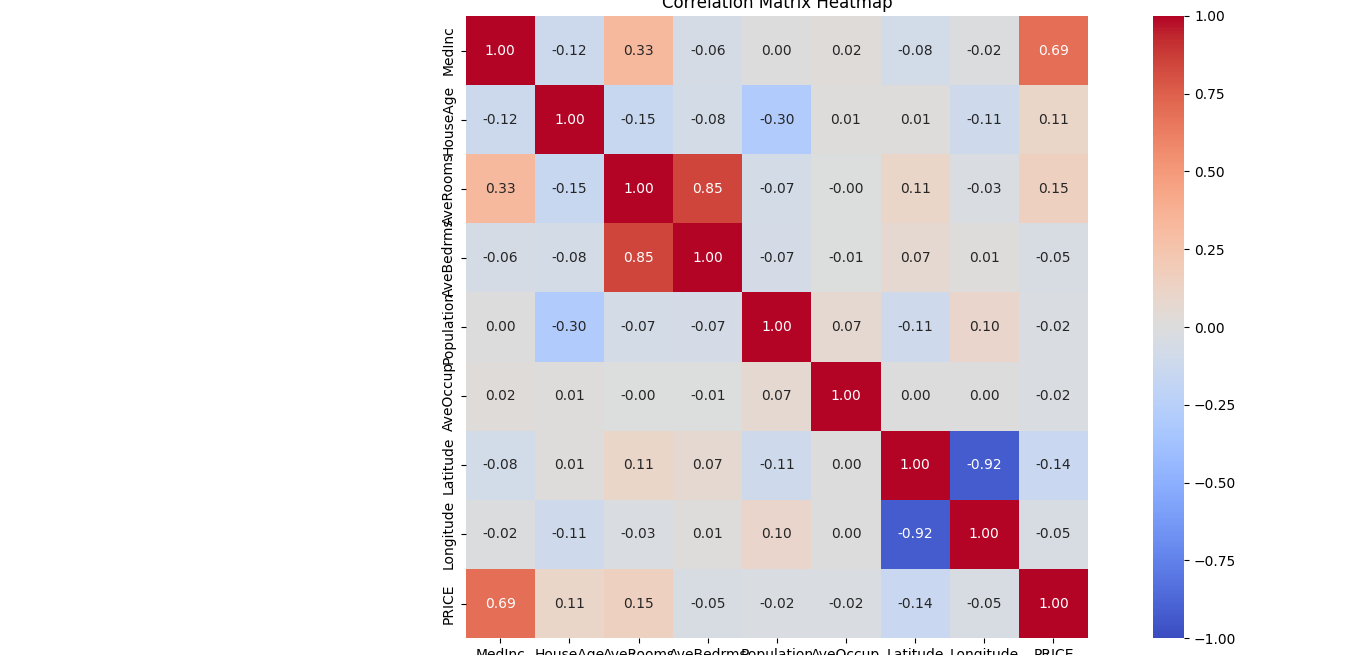 Correlation Matrix Heatmap
MedInc 1.00 -0.12 0.33 -0.06 0.00 0.02 -0.08 -0.02 0.69
HouseAge -0.12 1.00 -0.15 -0.08 -0.30 0.01 0.01 -0.11 0.11
AveRooms 0.33 -0.15 1.00 0.85 -0.07 -0.00 0.11 -0.03 0.15
AveBedrms -0.06 -0.08 0.85 1.00 -0.07 -0.01 0.07 0.01 -0.05
Population 0.00 -0.30 -0.07 -0.07 1.00 0.07 -0.11 0.10 -0.02
AveOccup 0.02 0.01 -0.00 -0.01 0.07 1.00 0.00 0.00 -0.02
Latitude -0.08 0.01 0.11 0.07 -0.11 0.00 1.00 -0.92 -0.14
Longitude -0.02 -0.11 -0.03 0.01 0.10 0.00 -0.92 1.00 -0.05
PRICE 0.69 0.11 0.15 -0.05 -0.02 -0.02 -0.14 -0.05 1.00
MedInc HouseAge AveRooms AveBedrms Population AveOccup Latitude Longitude PRICE
1.00
0.75
0.50
0.25
0.00
−0.25
−0.50
−0.75
−1.00